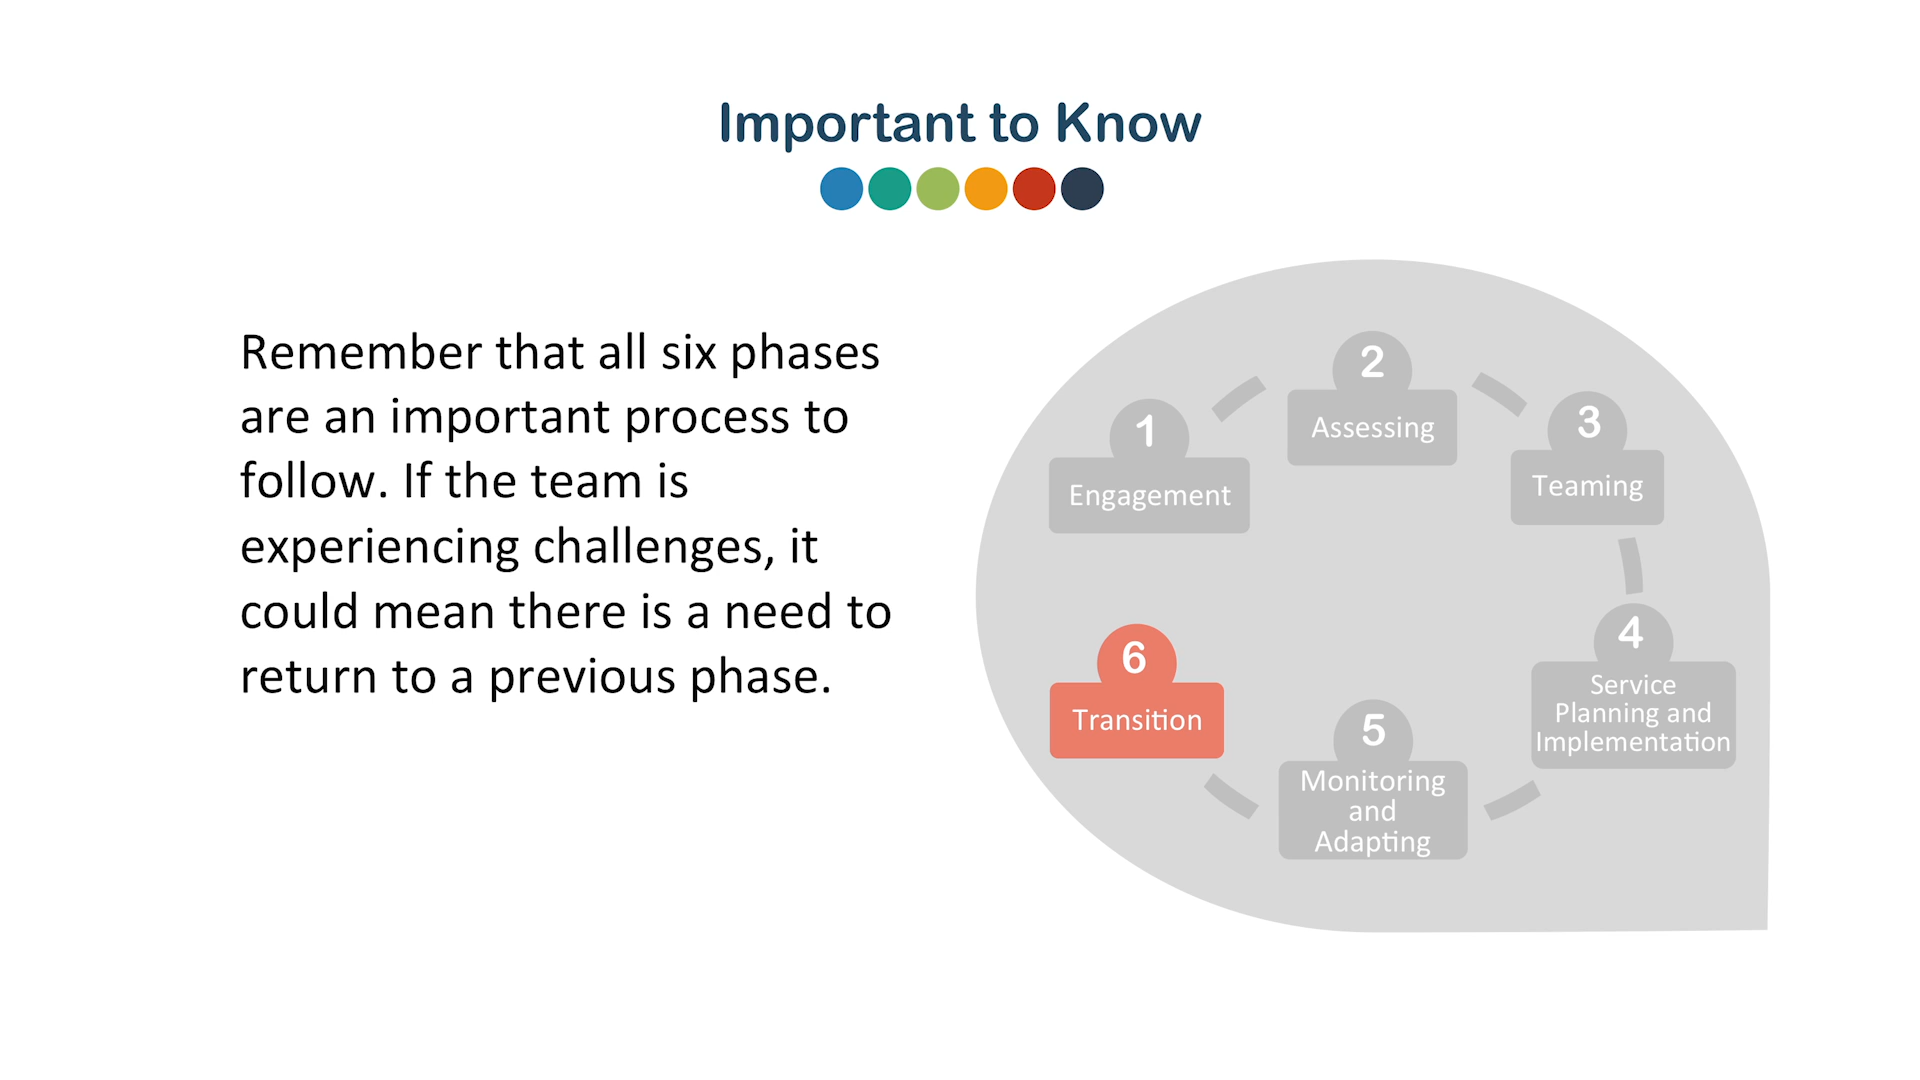 Important to Know
Remember that all six phases
are an important process to
follow. If the team is
experiencing challenges, it
could mean there is a need to
return to a previous phase.
1
Engagement
2
Assessing
3
Teaming
4
Service
Planning and
Implementation
5
Monitoring
and
Adapting
6
Transition